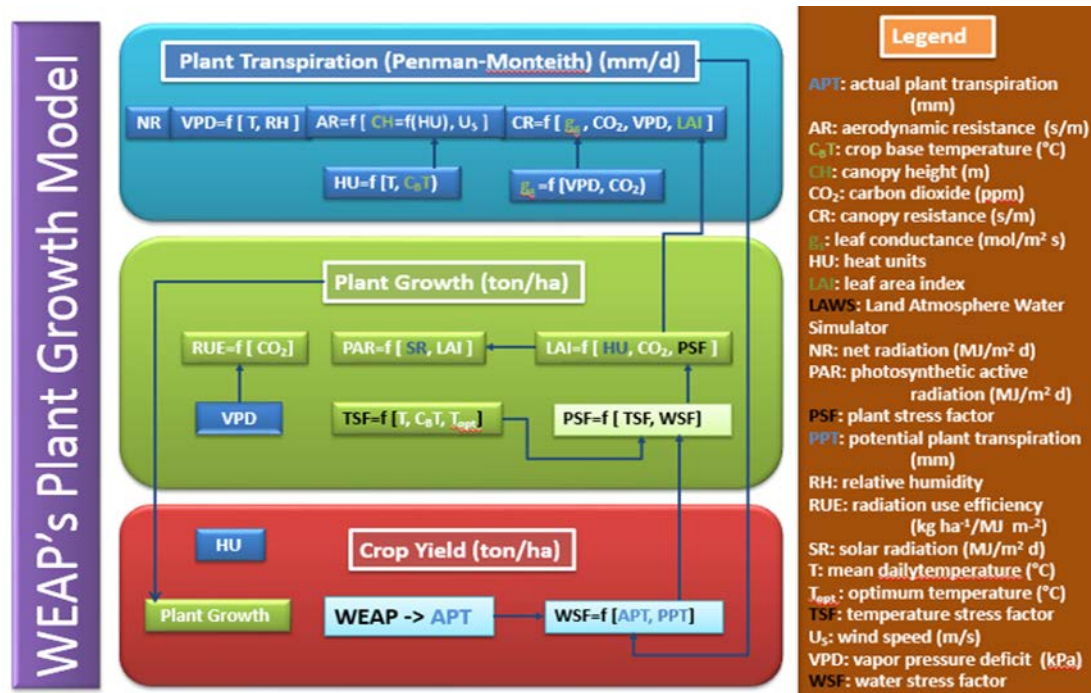 WEAP's Plant Growth Model
Plant Transpiration (Penman-Monteith) (mm/d)
NR
VPD=f [ T, RH ]
AR=f [ CH=f(HU), Us ]
CR=f[ gs, CO₂, VPD, LAI ]
HU=f [T, CBT)
gs =f[VPD, CO₂)
Plant Growth (ton/ha)
RUE=f [ CO₂]
PAR=f [ SR, LAI ]
LAI=f [ HU, CO₂, PSF ]
VPD
TSF=f [T, CBT, Topt]
PSF=f [ TSF, WSF]
HU
Crop Yield (ton/ha)
Plant Growth
WEAP -> APT
WSF=f [APT, PPT]
Legend
APT: actual plant transpiration
(mm)
AR: aerodynamic resistance (s/m)
CBT: crop base temperature (°C)
CH: canopy height (m)
CO₂: carbon dioxide (ppm)
CR: canopy resistance (s/m)
gs: leaf conductance (mol/m² s)
HU: heat units
LAI: leaf area index
LAWS: Land Atmosphere Water
Simulator
NR: net radiation (MJ/m² d)
PAR: photosynthetic active
radiation (MJ/m² d)
PSF: plant stress factor
PPT: potential plant transpiration
(mm)
RH: relative humidity
RUE: radiation use efficiency
(kg ha⁻¹/MJ m-²)
SR: solar radiation (MJ/m² d)
T: mean dailytemperature (°C)
Topt: optimum temperature (°C)
TSF: temperature stress factor
Us: wind speed (m/s)
VPD: vapor pressure deficit (kPa)
WSF: water stress factor